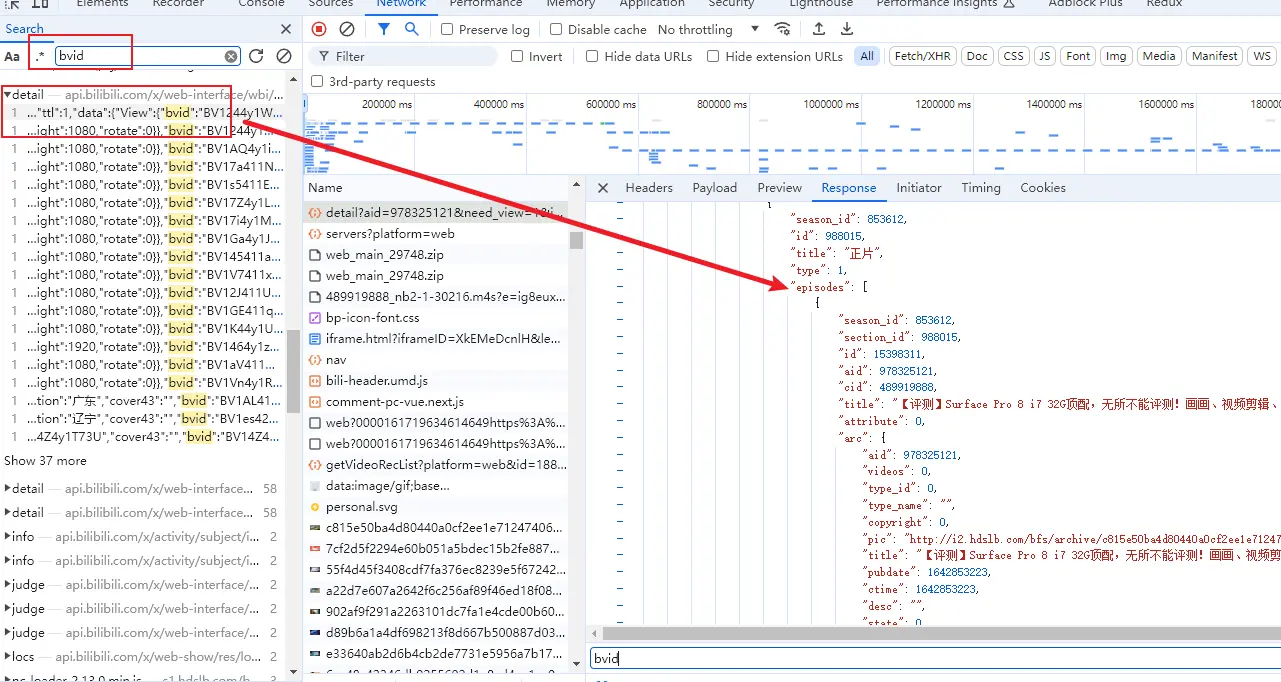 Elements Recorder Console Sources Network Performance Memory Application Security Lighthouse Performance insights Adblock Plus Redux
Search
Preserve log Disable cache No throttling
Aa .* bvid
Filter Invert Hide data URLs Hide extension URLs All Fetch/XHR Doc CSS JS Font Img Media Manifest WS
3rd-party requests
detail — api.bilibili.com/x/web-interface/wbi/...
1 ..."ttl":1,"data":{"View":{"bvid":"BV1244y1W...
1 ...ight":1080,"rotate":0}},"bvid":"BV1244y1...
1 ...ight":1080,"rotate":0}},"bvid":"BV1AQ4y1i...
1 ...ight":1080,"rotate":0}},"bvid":"BV17a411N...
1 ...ight":1080,"rotate":0}},"bvid":"BV1s5411E...
1 ...ight":1080,"rotate":0}},"bvid":"BV17Z4y1L...
1 ...ight":1080,"rotate":0}},"bvid":"BV17i4y1M...
1 ...ight":1080,"rotate":0}},"bvid":"BV1Ga4y1J...
1 ...ight":1080,"rotate":0}},"bvid":"BV145411a...
1 ...ight":1080,"rotate":0}},"bvid":"BV1V7411x...
1 ...ight":1080,"rotate":0}},"bvid":"BV12J411U...
1 ...ight":1080,"rotate":0}},"bvid":"BV1GE411q...
1 ...ight":1080,"rotate":0}},"bvid":"BV1K44y1U...
1 ...ight":1920,"rotate":0}},"bvid":"BV1464y1z...
1 ...ight":1080,"rotate":0}},"bvid":"BV1aV411...
1 ...ight":1080,"rotate":0}},"bvid":"BV1Vn4y1R...
1 ...tion":"广东","cover43":"","bvid":"BV1AL41...
1 ...tion":"辽宁","cover43":"","bvid":"BV1es42...
1 ...4Z4y1T73U","cover43":"","bvid":"BV14Z4...
Show 37 more
detail — api.bilibili.com/x/web-interface... 58
detail — api.bilibili.com/x/web-interface... 58
info — api.bilibili.com/x/activity/subject/i... 2
info — api.bilibili.com/x/activity/subject/i... 2
judge — api.bilibili.com/x/web-interface/... 2
judge — api.bilibili.com/x/web-interface/... 2
judge — api.bilibili.com/x/web-interface/... 2
locs — api.bilibili.com/x/web-show/res/lo... 2
200000 ms 400000 ms 600000 ms 800000 ms 1000000 ms 1200000 ms 1400000 ms 1600000 ms
Name
detail?aid=978325121&need_view=1&i...
servers?platform=web
web_main_29748.zip
web_main_29748.zip
489919888_nb2-1-30216.m4s?e=ig8eux...
bp-icon-font.css
iframe.html?iframeID=XkEMeDcnlH&le...
nav
bili-header.umd.js
comment-pc-vue.next.js
web?0000161719634614649https%3A%...
web?0000161719634614649https%3A%...
getVideoRecList?platform=web&id=188...
data:image/gif;base...
personal.svg
c815e50ba4d80440a0cf2ee1e71247406...
7cf2d5f2294e60b051a5bdec15b2fe887...
55f4d45f3408cdf7fa376ec8233e5f67242...
a22d7e607a2642f6c256af89f46ed18f08...
902af9f291a2263101dc7fa1e4cde00b60...
d89b6a1a4df698213f8d667b500887d03...
e33640ab2d6b4cb2de7731e5956a7b17...
Headers Payload Preview Response Initiator Timing Cookies
{
"season_id": 853612,
"id": 988015,
"title": "正片",
"type": 1,
"episodes": [
{
"season_id": 853612,
"section_id": 988015,
"id": 15398311,
"aid": 978325121,
"cid": 489919888,
"title": "【评测】Surface Pro 8 i7 32G顶配，无所不能评测！画画、视频剪辑、
"attribute": 0,
"arc": {
"aid": 978325121,
"videos": 0,
"type_id": 0,
"type_name": "",
"copyright": 0,
"pic": "http://i2.hdslb.com/bfs/archive/c815e50ba4d80440a0cf2ee1e71247
"title": "【评测】Surface Pro 8 i7 32G顶配，无所不能评测！画画、视频剪
"pubdate": 1642853223,
"ctime": 1642853223,
"desc": "",
"state": 0,
bvid